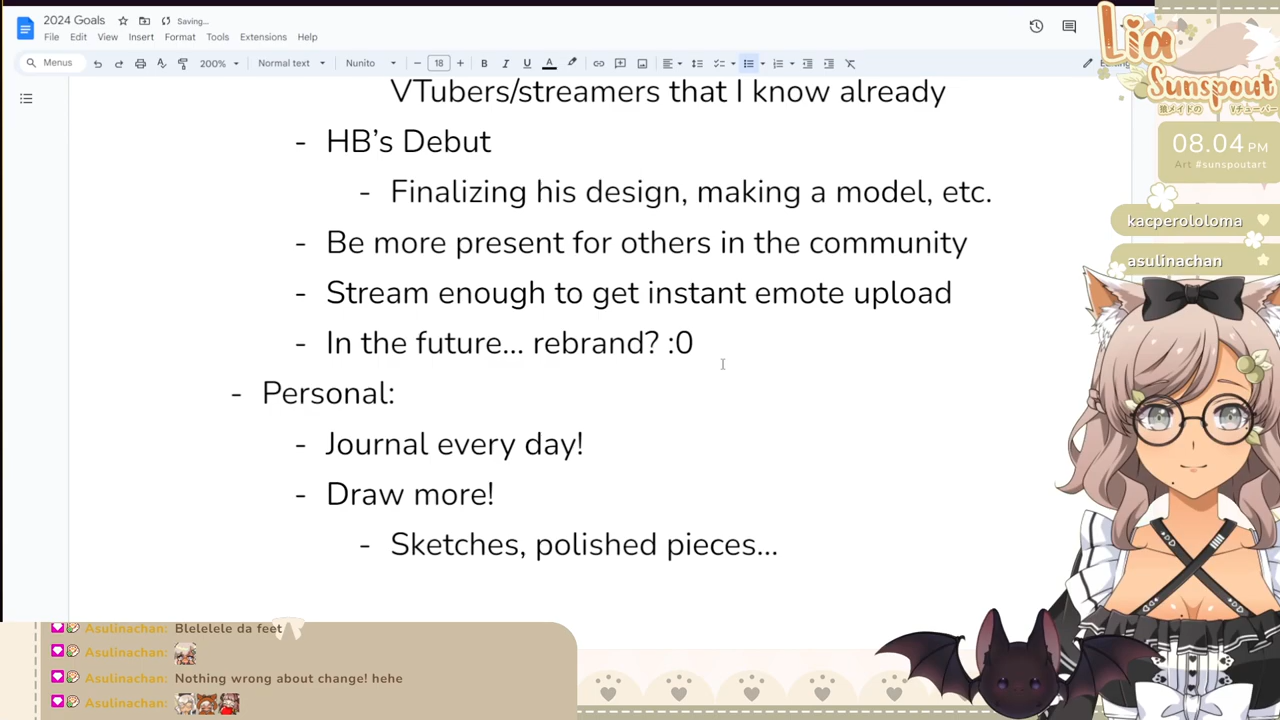 2024 Goals
Saving...
File Edit View Insert Format Tools Extensions Help
Menus 200% Normal text Nunito 18 B I U A
VTubers/streamers that I know already
- HB's Debut
- Finalizing his design, making a model, etc.
- Be more present for others in the community
- Stream enough to get instant emote upload
- In the future... rebrand? :0
- Personal:
- Journal every day!
- Draw more!
- Sketches, polished pieces...
Lia
Sunspout
08.04 PM
Art #sunspoutart
kacperololoma
asulinachan
Asulinachan: Blelelele da feet
Asulinachan:
Asulinachan: Nothing wrong about change! hehe
Asulinachan: